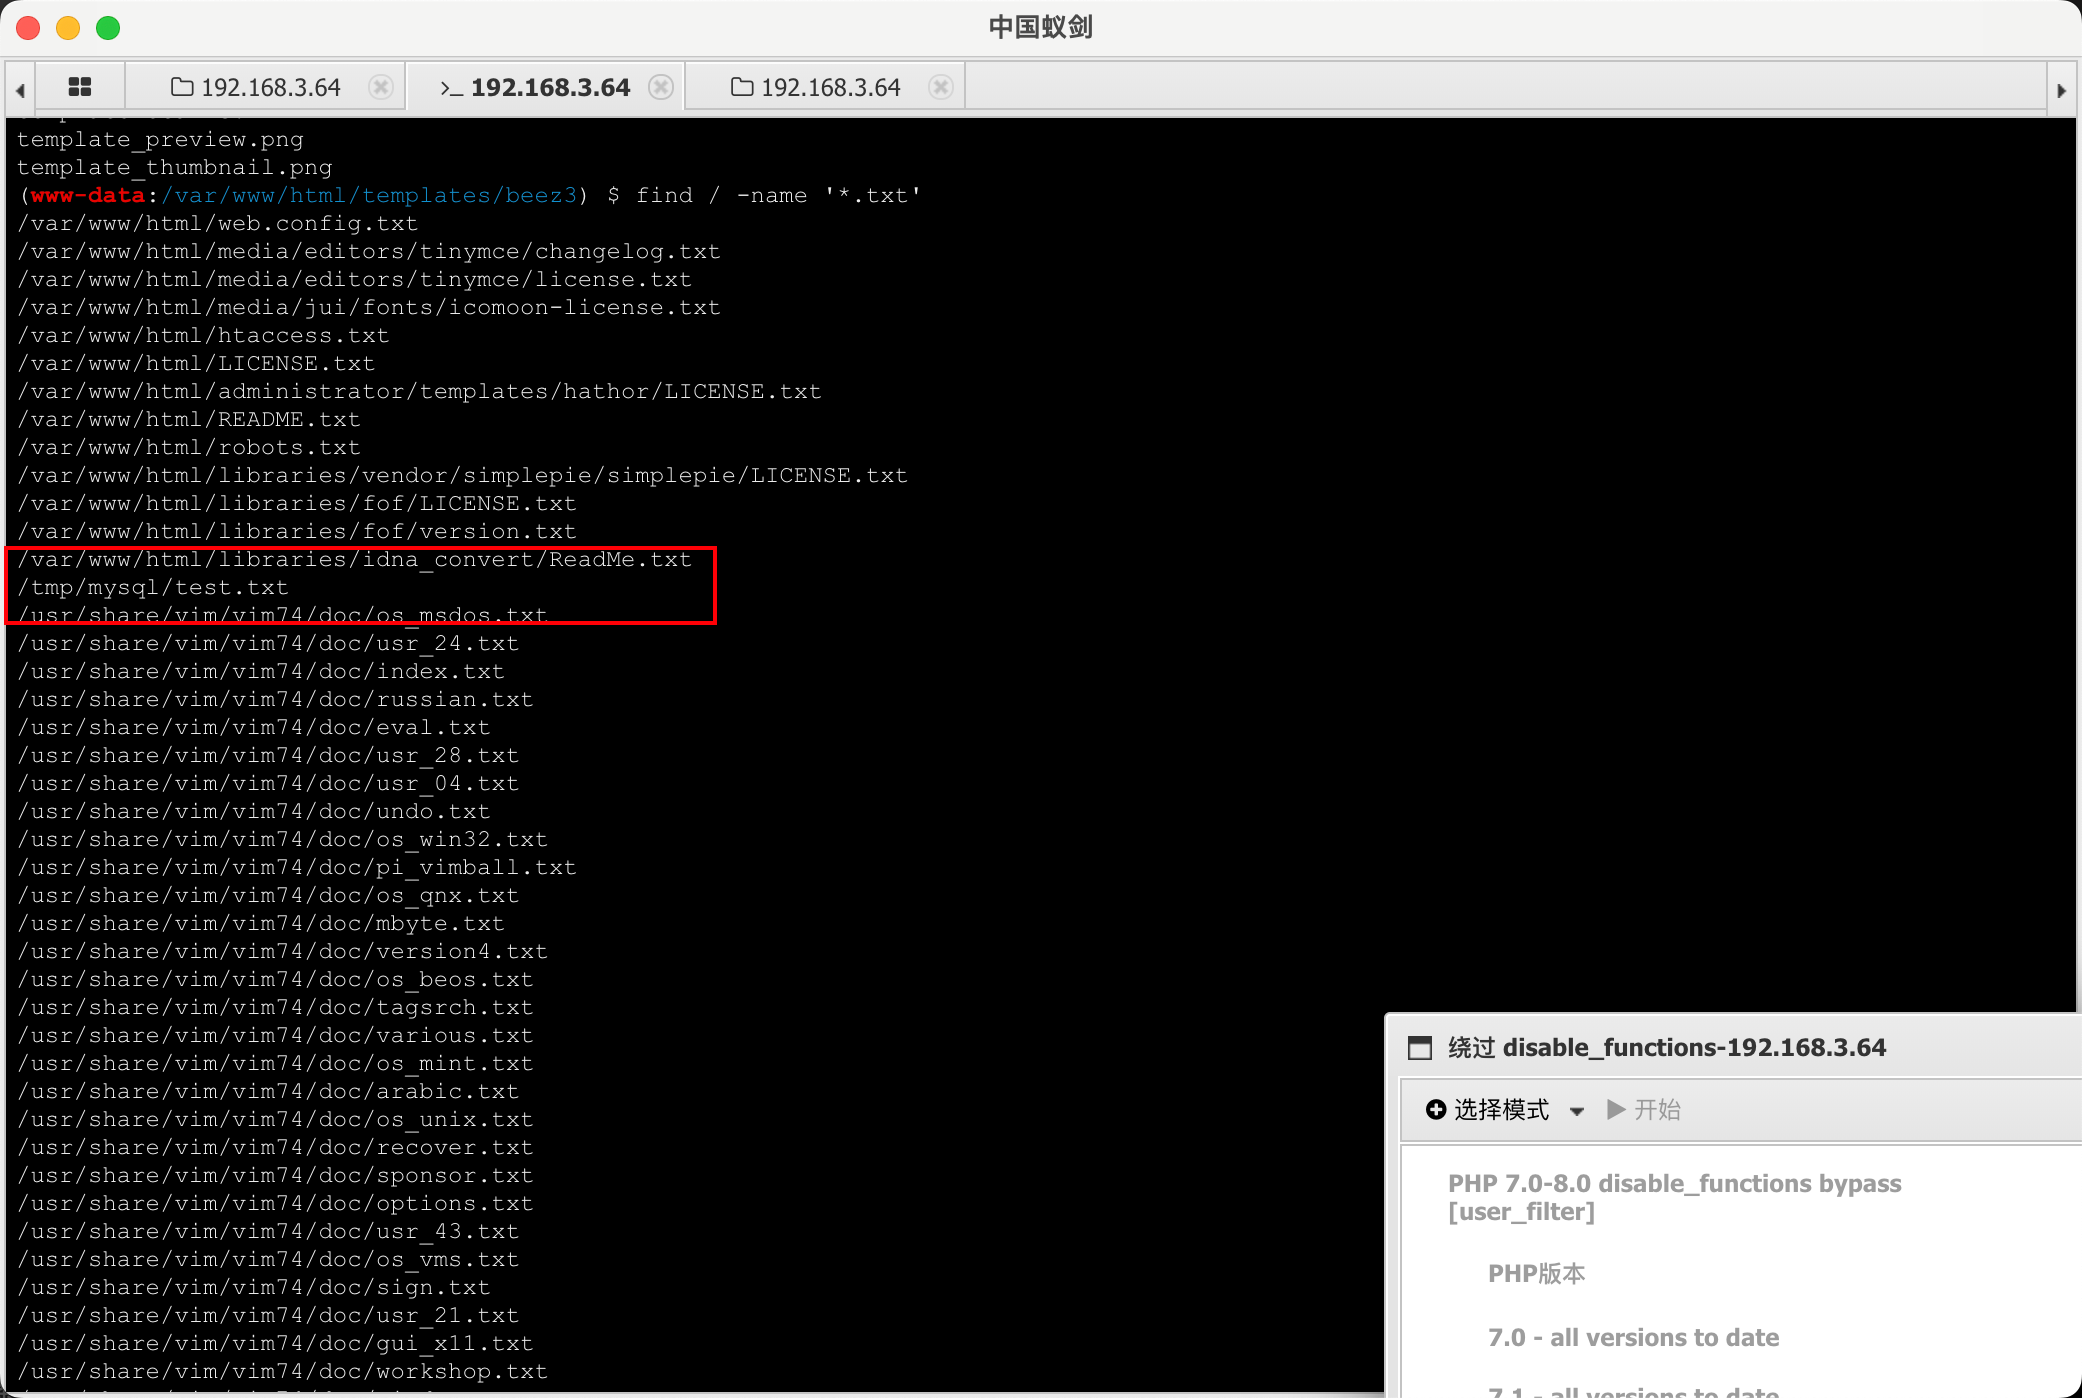 中国蚁剑
192.168.3.64
>_ 192.168.3.64
192.168.3.64
template_preview.png
template_thumbnail.png
(www-data:/var/www/html/templates/beez3) $ find / -name '*.txt'
/var/www/html/web.config.txt
/var/www/html/media/editors/tinymce/changelog.txt
/var/www/html/media/editors/tinymce/license.txt
/var/www/html/media/jui/fonts/icomoon-license.txt
/var/www/html/htaccess.txt
/var/www/html/LICENSE.txt
/var/www/html/administrator/templates/hathor/LICENSE.txt
/var/www/html/README.txt
/var/www/html/robots.txt
/var/www/html/libraries/vendor/simplepie/simplepie/LICENSE.txt
/var/www/html/libraries/fof/LICENSE.txt
/var/www/html/libraries/fof/version.txt
/var/www/html/libraries/idna_convert/ReadMe.txt
/tmp/mysql/test.txt
/usr/share/vim/vim74/doc/os_msdos.txt
/usr/share/vim/vim74/doc/usr_24.txt
/usr/share/vim/vim74/doc/index.txt
/usr/share/vim/vim74/doc/russian.txt
/usr/share/vim/vim74/doc/eval.txt
/usr/share/vim/vim74/doc/usr_28.txt
/usr/share/vim/vim74/doc/usr_04.txt
/usr/share/vim/vim74/doc/undo.txt
/usr/share/vim/vim74/doc/os_win32.txt
/usr/share/vim/vim74/doc/pi_vimball.txt
/usr/share/vim/vim74/doc/os_qnx.txt
/usr/share/vim/vim74/doc/mbyte.txt
/usr/share/vim/vim74/doc/version4.txt
/usr/share/vim/vim74/doc/os_beos.txt
/usr/share/vim/vim74/doc/tagsrch.txt
/usr/share/vim/vim74/doc/various.txt
/usr/share/vim/vim74/doc/os_mint.txt
/usr/share/vim/vim74/doc/arabic.txt
/usr/share/vim/vim74/doc/os_unix.txt
/usr/share/vim/vim74/doc/recover.txt
/usr/share/vim/vim74/doc/sponsor.txt
/usr/share/vim/vim74/doc/options.txt
/usr/share/vim/vim74/doc/usr_43.txt
/usr/share/vim/vim74/doc/os_vms.txt
/usr/share/vim/vim74/doc/sign.txt
/usr/share/vim/vim74/doc/usr_21.txt
/usr/share/vim/vim74/doc/gui_x11.txt
/usr/share/vim/vim74/doc/workshop.txt
绕过 disable_functions-192.168.3.64
选择模式 开始
PHP 7.0-8.0 disable_functions bypass
[user_filter]
PHP版本
7.0 - all versions to date
7.1 - all versions to date